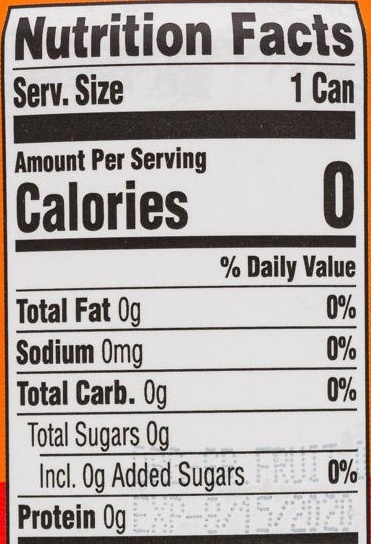 Nutrition Facts
Serv. Size 1 Can
Amount Per Serving
Calories 0
% Daily Value
Total Fat 0g 0%
Sodium 0mg 0%
Total Carb. 0g 0%
Total Sugars 0g
FRUIT
Incl. 0g Added Sugars 0%
Protein 0g